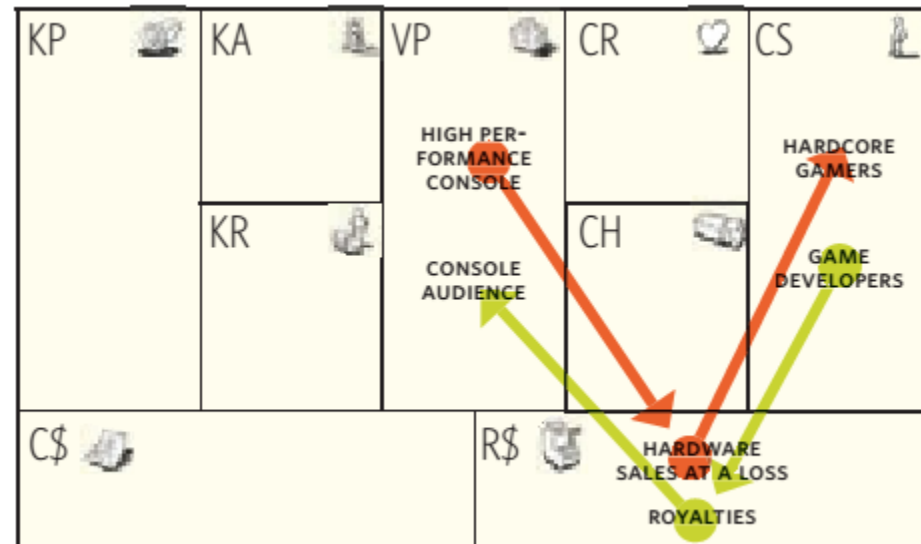 KP
KA
VP
CR
CS
HIGH PER-
FORMANCE
CONSOLE
HARDCORE
GAMERS
KR
CH
CONSOLE
AUDIENCE
GAME
DEVELOPERS
C$
R$
HARDWARE
SALES AT A LOSS
ROYALTIES